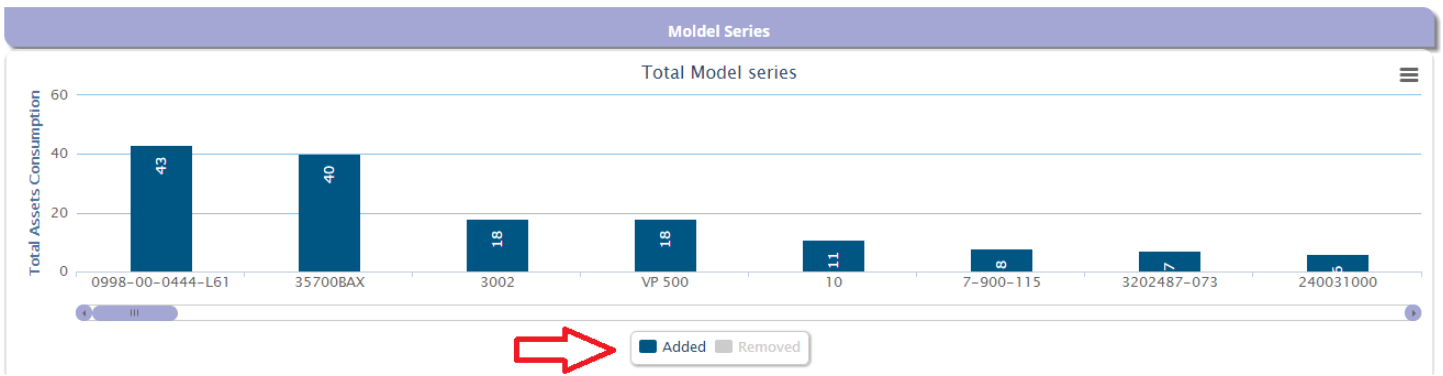 Moldel Series
Total Model series
Total Assets Consumption
60
40
20
0
43
40
18
18
11
8
7
0998-00-0444-L61
35700BAX
3002
VP 500
10
7-900-115
3202487-073
240031000
Added
Removed